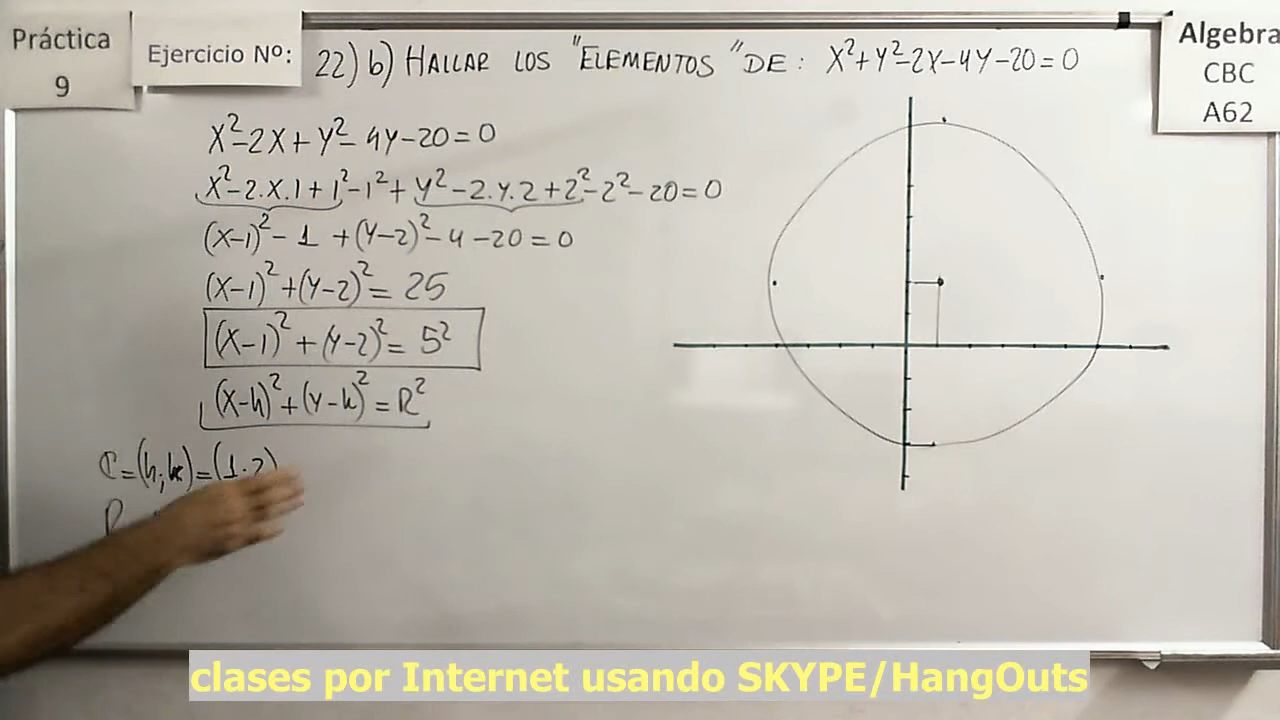 Práctica
9
Ejercicio Nº:
22) b) HALLAR LOS "ELEMENTOS" DE: X²+Y²-2X-4Y-20=0
Algebra
CBC
A62
X²-2X+Y²-4Y-20=0
X²-2.X.1+1²-1²+Y²-2.Y.2+2²-2²-20=0
(X-1)²-1+(Y-2)²-4-20=0
(X-1)²+(Y-2)²=25
(X-1)²+(Y-2)²=5²
(X-h)²+(Y-k)²=R²
C=(h;k)=(1;2)
R
clases por Internet usando SKYPE/HangOuts